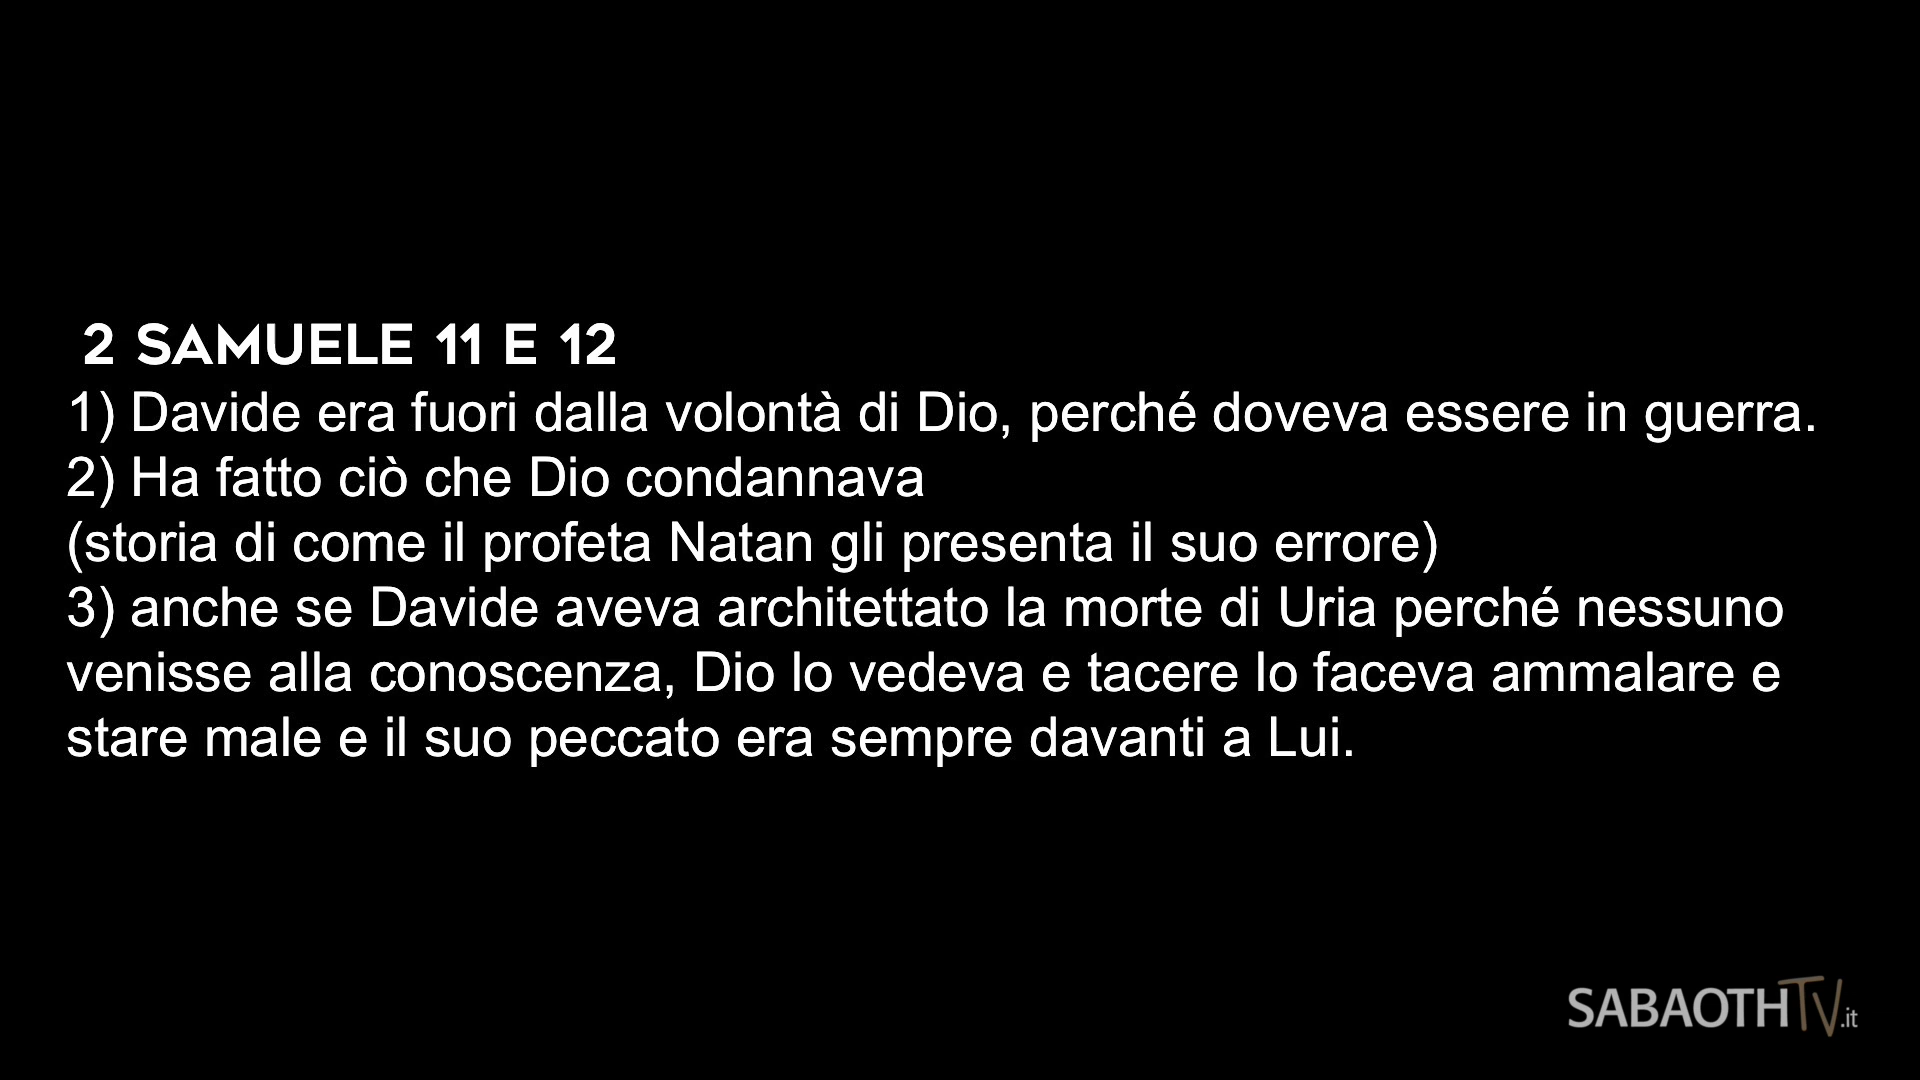 2 SAMUELE 11 E 12
1) Davide era fuori dalla volontà di Dio, perché doveva essere in guerra.
2) Ha fatto ciò che Dio condannava
(storia di come il profeta Natan gli presenta il suo errore)
3) anche se Davide aveva architettato la morte di Uria perché nessuno
venisse alla conoscenza, Dio lo vedeva e tacere lo faceva ammalare e
stare male e il suo peccato era sempre davanti a Lui.
SABAOTHTV.it